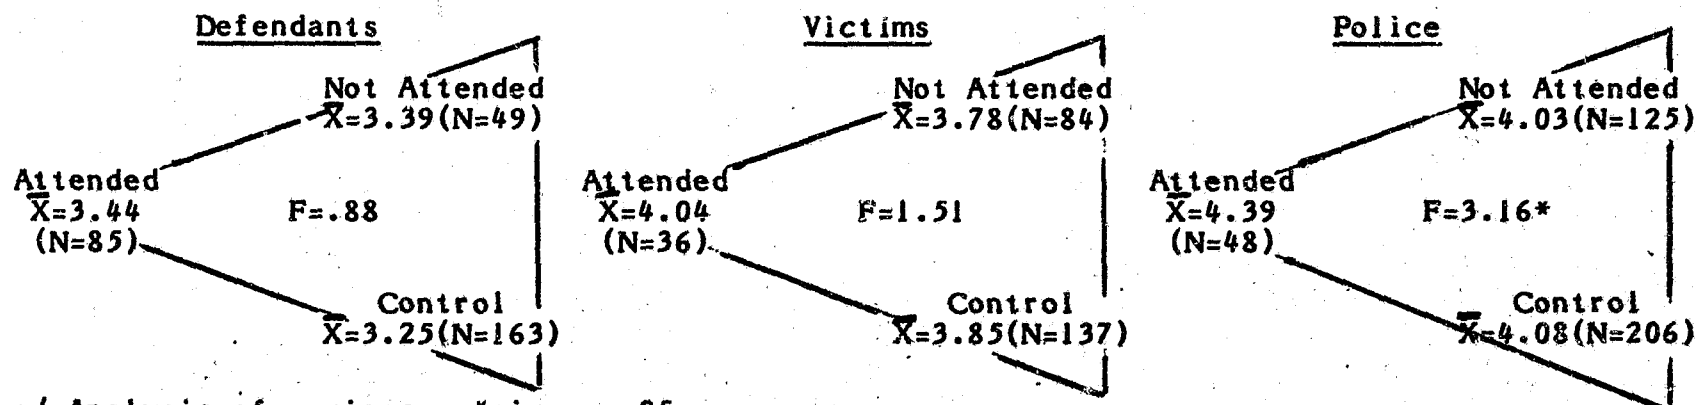 Defendants
Not Attended
X̄=3.39(N=49)
Attended
X̄=3.44
(N=85)
F=.88
Control
X̄=3.25(N=163)
Victims
Not Attended
X̄=3.78(N=84)
Attended
X̄=4.04
(N=36)
F=1.51
Control
X̄=3.85(N=137)
Police
Not Attended
X̄=4.03(N=125)
Attended
X̄=4.39
(N=48)
F=3.16*
Control
X̄=4.08(N=206)